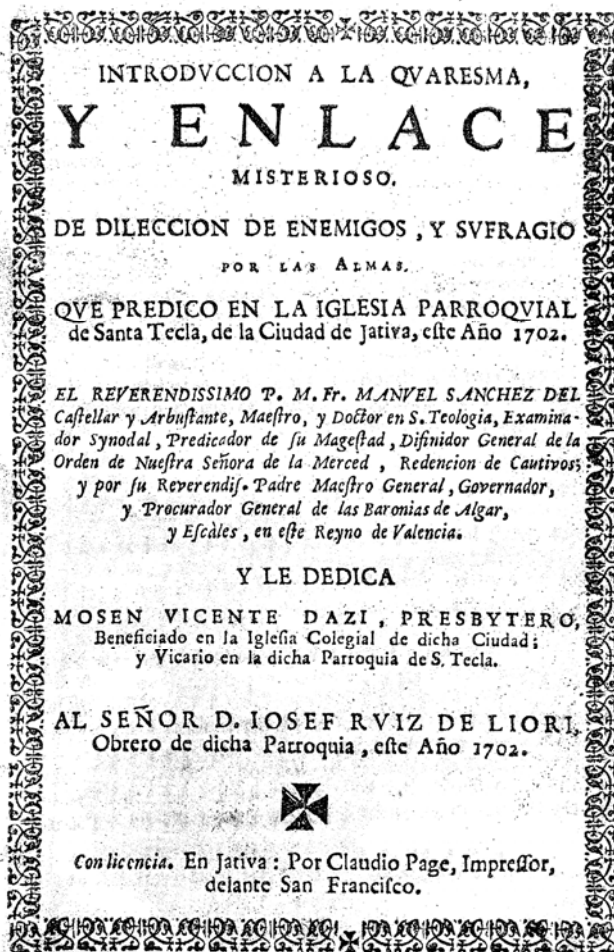 INTRODVCCION A LA QVARESMA,
Y ENLACE
MISTERIOSO.
DE DILECCION DE ENEMIGOS, Y SVFRAGIO
POR LAS ALMAS.
QVE PREDICO EN LA IGLESIA PARROQVIAL
de Santa Tecla, de la Ciudad de Jativa, eſte Año 1702.
EL REVERENDISSIMO P. M. Fr. MANVEL SANCHEZ DEL
Caſtellar y Arbuſtante, Maeſtro, y Doctor en S. Teologia, Examina-
dor Synodal, Predicador de ſu Mageſtad, Difinidor General de la
Orden de Nueſtra Señora de la Merced, Redencion de Cautivos;
y por ſu Reverendiſ. Padre Maeſtro General, Governador,
y Procurador General de las Baronias de Algar,
y Eſcàles, en eſte Reyno de Valencia.
Y LE DEDICA
MOSEN VICENTE DAZI, PRESBYTERO,
Beneficiado en la Igleſia Colegial de dicha Ciudad;
y Vicario en la dicha Parroquia de S. Tecla.
AL SEÑOR D. IOSEF RVIZ DE LIORI,
Obrero de dicha Parroquia, eſte Año 1702.
Con licencia. En Jativa: Por Claudio Page, Impreſſor,
delante San Franciſco.